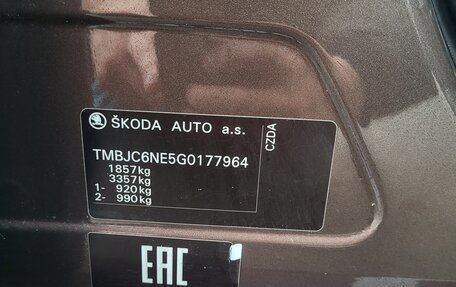 ŠKODA AUTO a.s.
TMBJC6NE5G0177964
1857kg
3357kg
1- 920kg
2- 990kg
CZDA
EAC